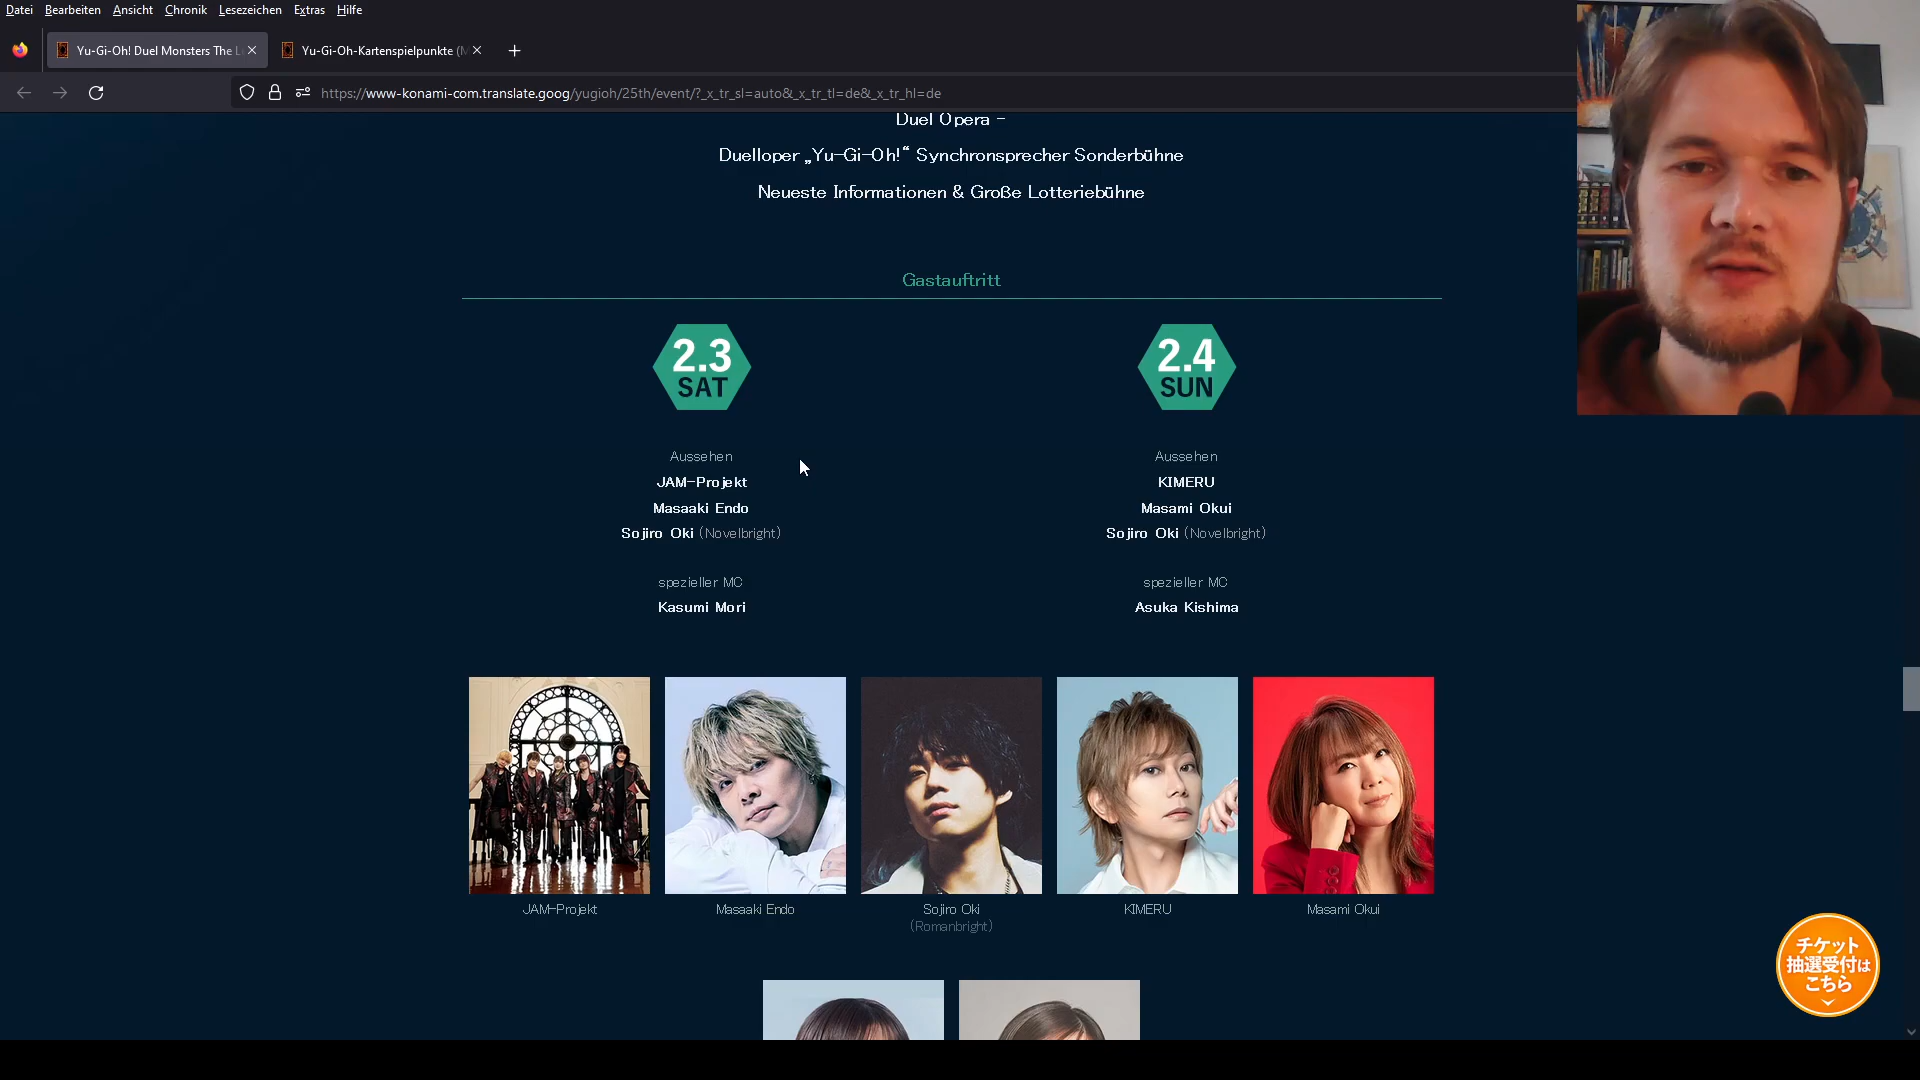 Datei Bearbeiten Ansicht Chronik Lesezeichen Extras Hilfe
Yu-Gi-Oh! Duel Monsters The L
Yu-Gi-Oh-Kartenspielpunkte (M
https://www-konami-com.translate.goog/yugioh/25th/event/?_x_tr_sl=auto&_x_tr_tl=de&_x_tr_hl=de
Duel Opera -
Duelloper „Yu-Gi-Oh!“ Synchronsprecher Sonderbühne
Neueste Informationen & Große Lotteriebühne
Gastauftritt
2.3
SAT
Aussehen
JAM-Projekt
Masaaki Endo
Sojiro Oki (Novelbright)
spezieller MC
Kasumi Mori
2.4
SUN
Aussehen
KIMERU
Masami Okui
Sojiro Oki (Novelbright)
spezieller MC
Asuka Kishima
JAM-Projekt
Masaaki Endo
Sojiro Oki
(Romanbright)
KIMERU
Masami Okui
チケット
抽選受付は
こちら